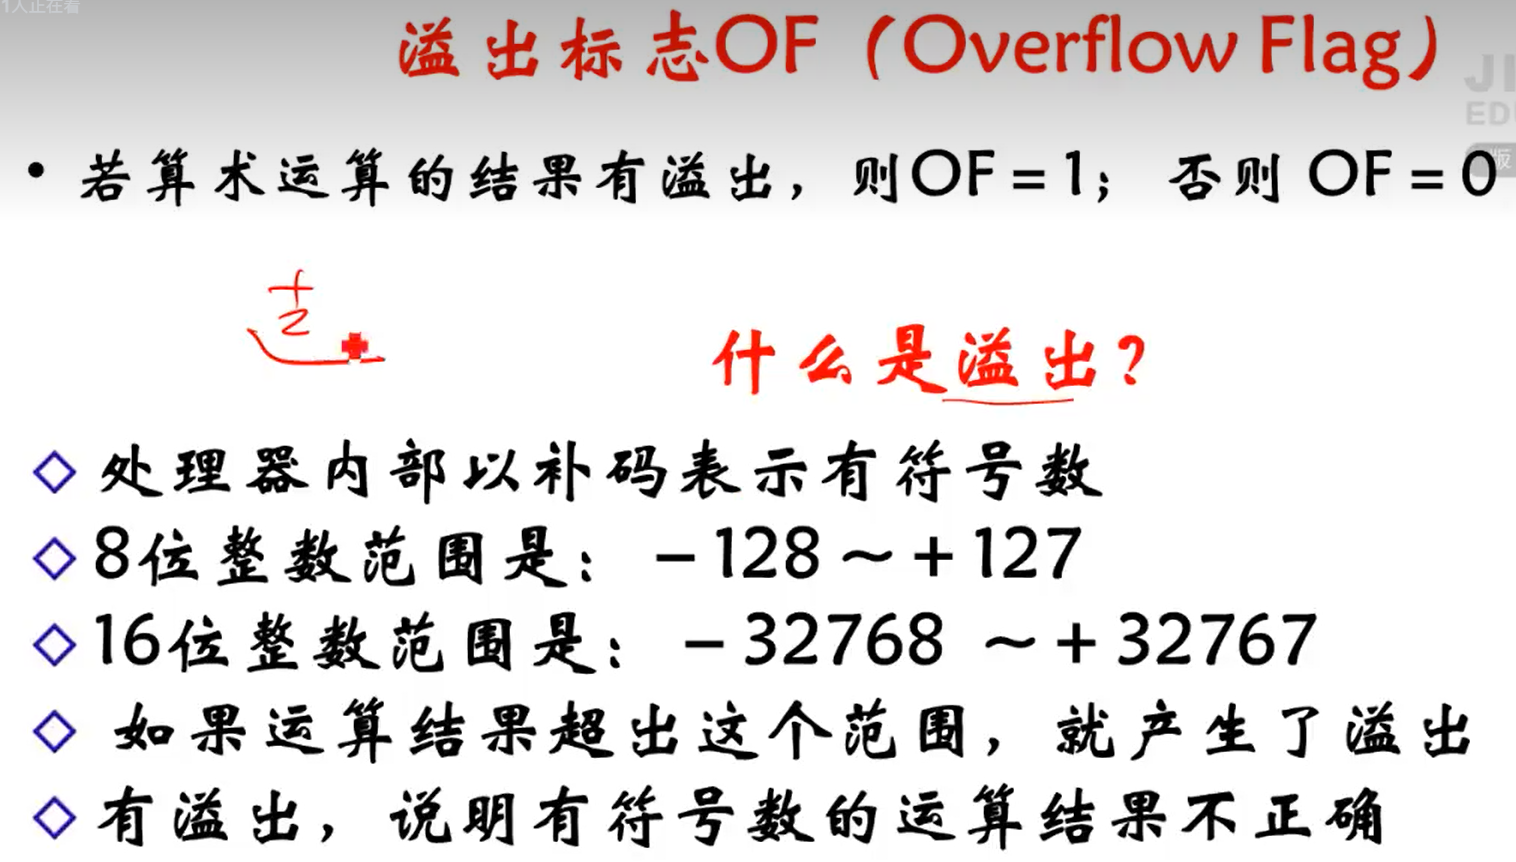 1人正在看
溢出标志OF（Overflow Flag）
• 若算术运算的结果有溢出，则OF = 1； 否则 OF = 0
什么是溢出?
◇ 处理器内部以补码表示有符号数
◇ 8位整数范围是： – 128 ~ + 127
◇ 16位整数范围是： – 32768 ~ + 32767
◇ 如果运算结果超出这个范围，就产生了溢出
◇ 有溢出，说明有符号数的运算结果不正确